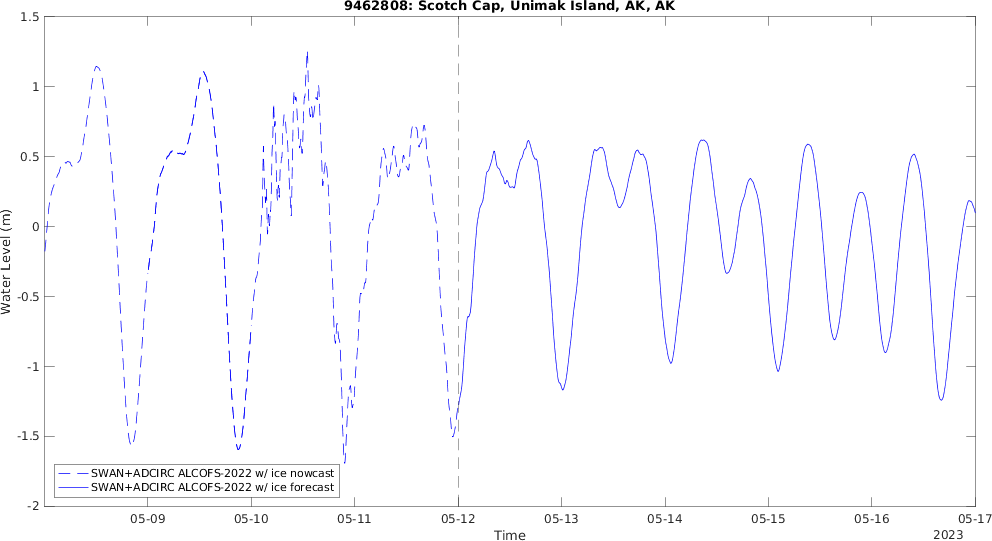 9462808: Scotch Cap, Unimak Island, AK, AK
1.5
1
0.5
0
-0.5
-1
-1.5
-2
Water Level (m)
SWAN+ADCIRC ALCOFS-2022 w/ ice nowcast
SWAN+ADCIRC ALCOFS-2022 w/ ice forecast
05-09 05-10 05-11 05-12 05-13 05-14 05-15 05-16 05-17
Time
2023